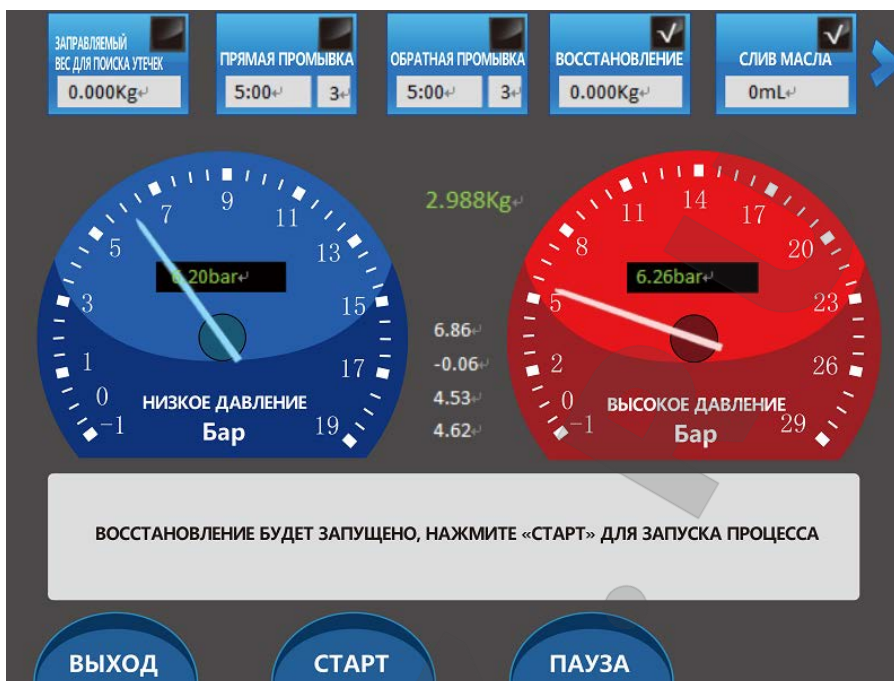 ЗАПРАВЛЯЕМЫЙ
ВЕС ДЛЯ ПОИСКА УТЕЧЕК
0.000Kg↵
ПРЯМАЯ ПРОМЫВКА
5:00↵ 3↵
ОБРАТНАЯ ПРОМЫВКА
5:00↵ 3↵
ВОССТАНОВЛЕНИЕ
0.000Kg↵
СЛИВ МАСЛА
0mL↵
-1 0 1 3 5 7 9 11 13 15 17 19
6.20bar↵
НИЗКОЕ ДАВЛЕНИЕ
Бар
2.988Kg↵
6.86↵
-0.06↵
4.53↵
4.62↵
-1 0 2 5 8 11 14 17 20 23 26 29
6.26bar↵
ВЫСОКОЕ ДАВЛЕНИЕ
Бар
ВОССТАНОВЛЕНИЕ БУДЕТ ЗАПУЩЕНО, НАЖМИТЕ «СТАРТ» ДЛЯ ЗАПУСКА ПРОЦЕССА
ВЫХОД
СТАРТ
ПАУЗА